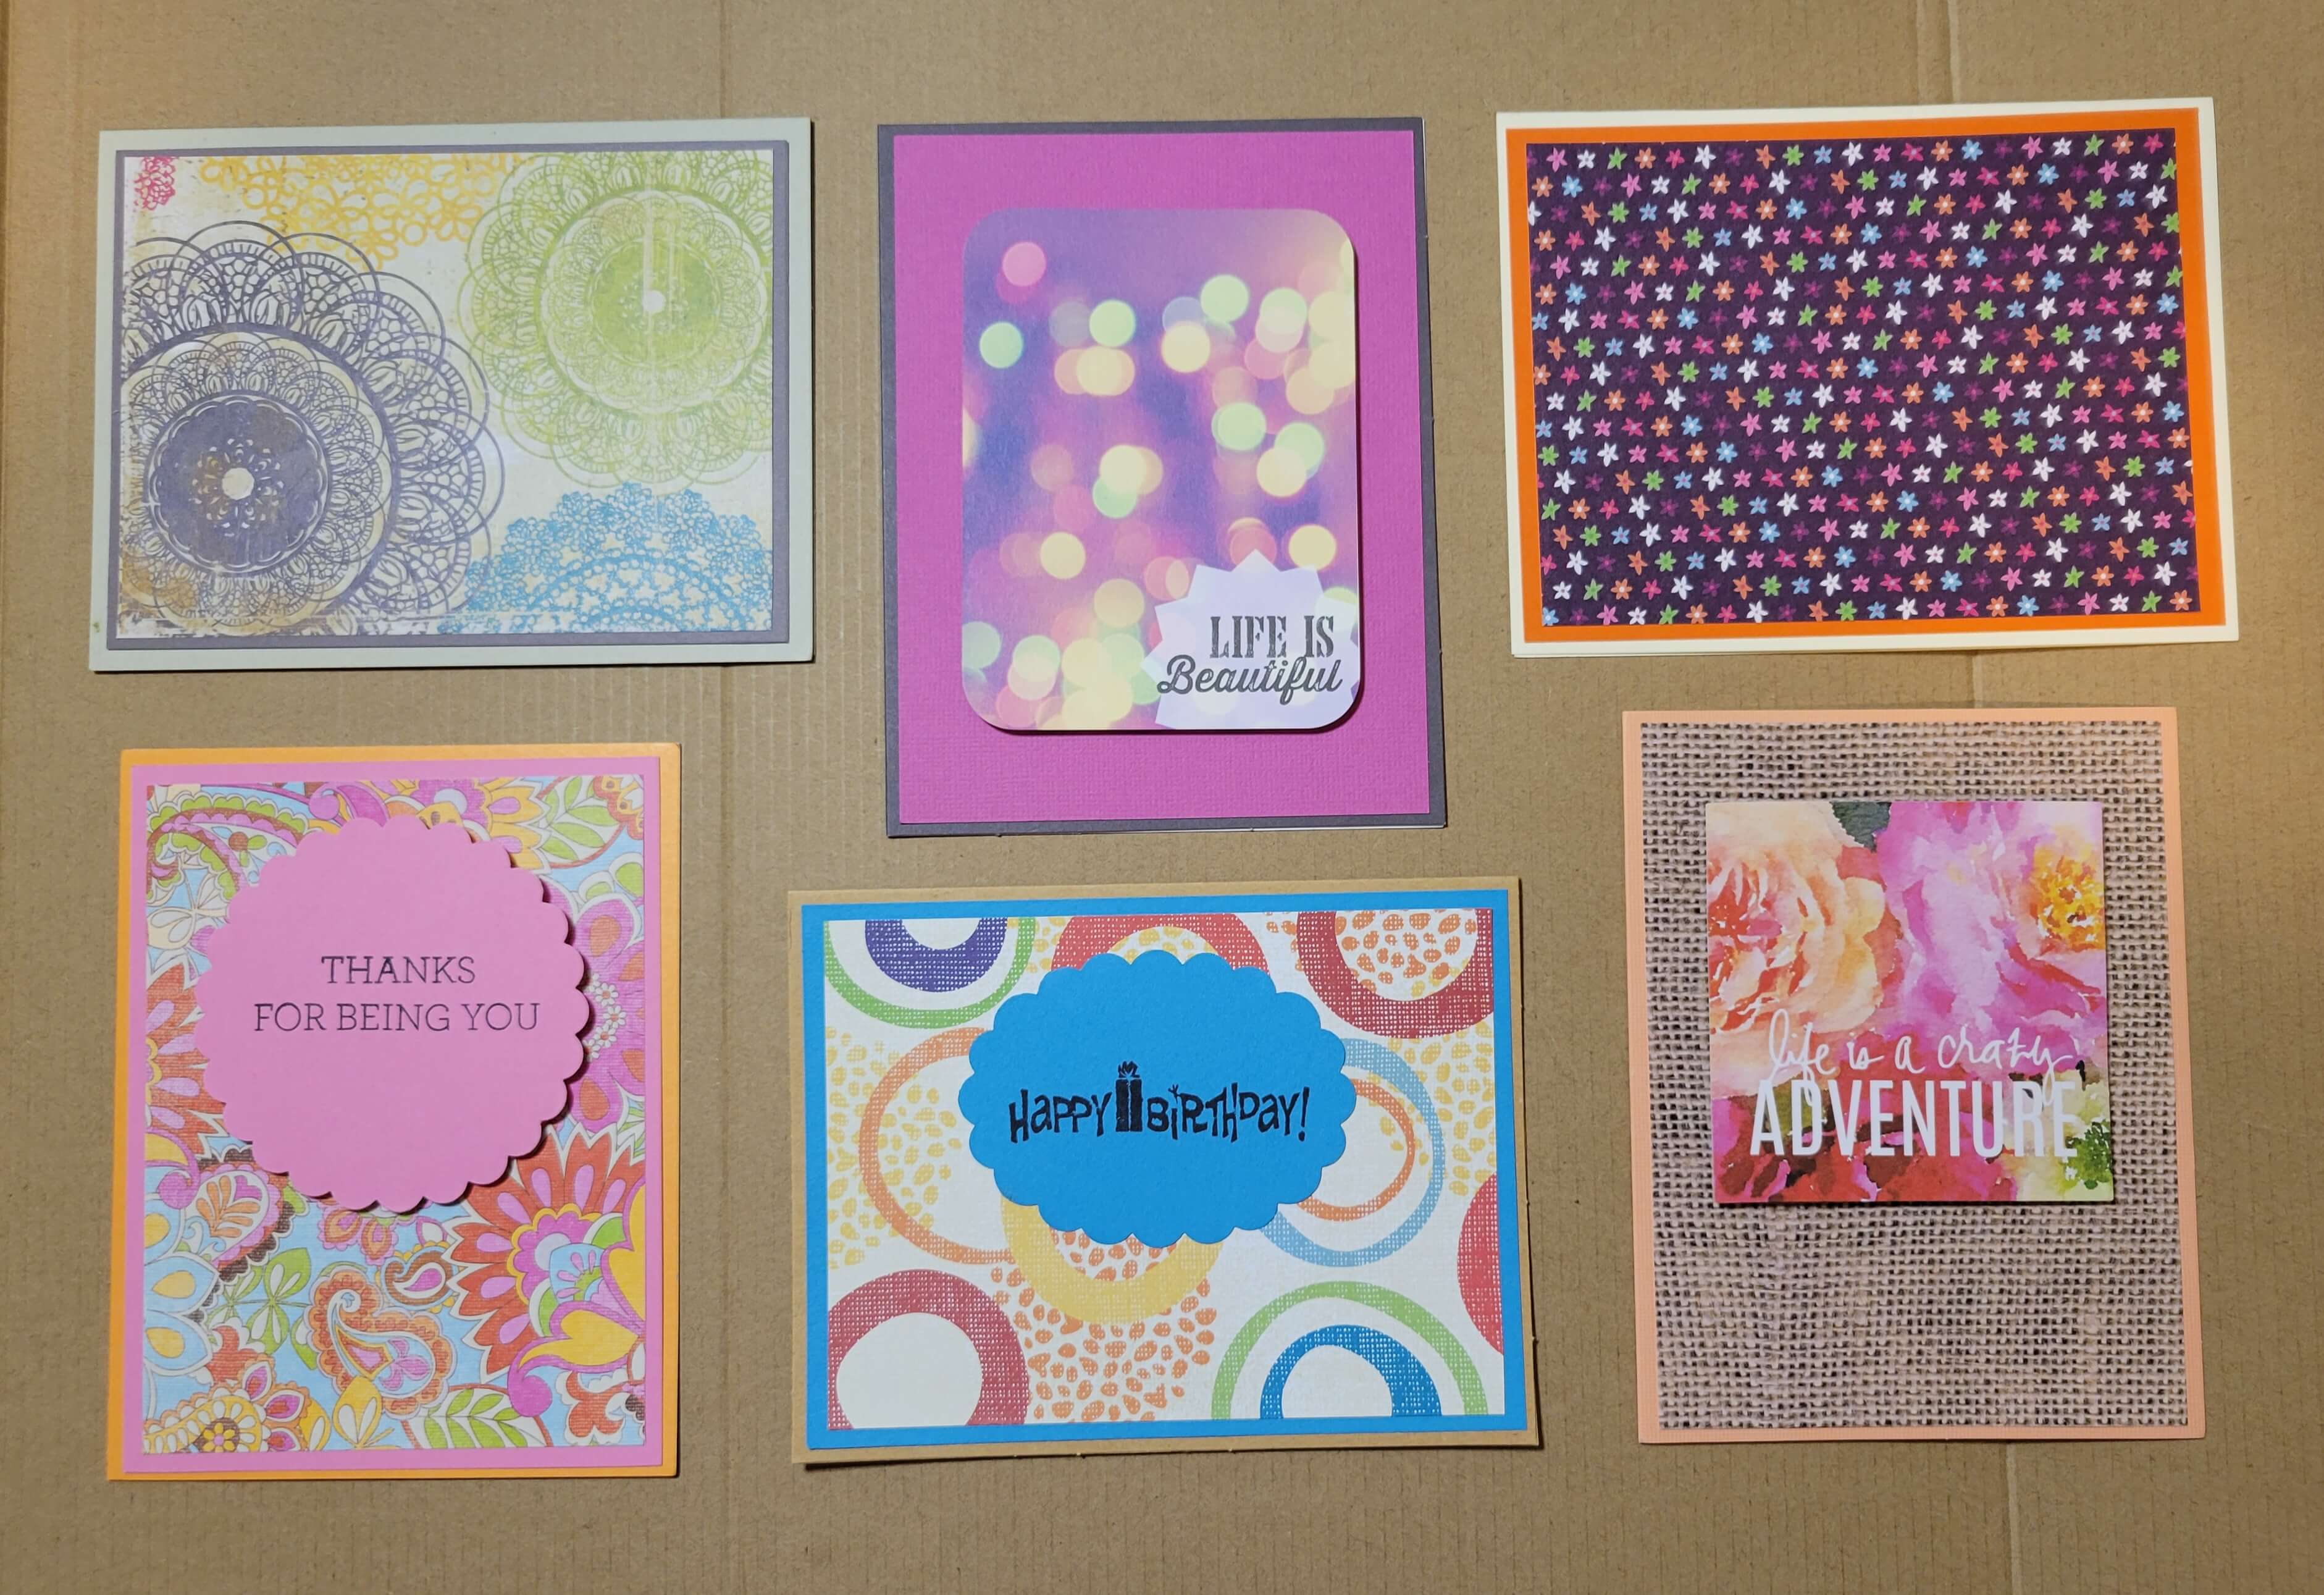 LIFE IS
Beautiful
THANKS
FOR BEING YOU
HAPPY BIRTHDAY!
life is a crazy
ADVENTURE